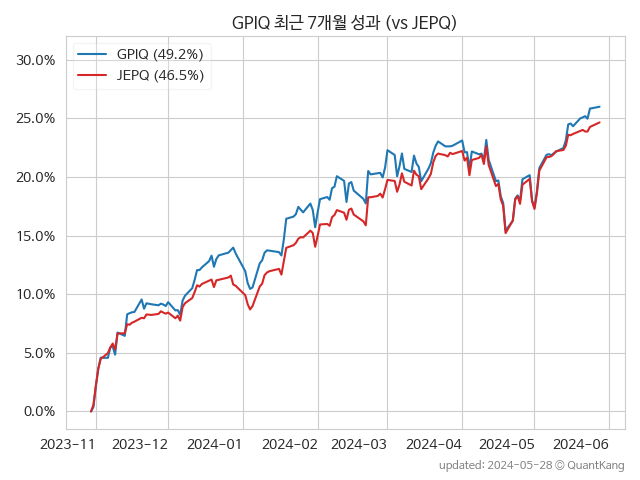 GPIQ 최근 7개월 성과 (vs JEPQ)
GPIQ (49.2%)
JEPQ (46.5%)
30.0%
25.0%
20.0%
15.0%
10.0%
5.0%
0.0%
2023-11 2023-12 2024-01 2024-02 2024-03 2024-04 2024-05 2024-06
updated: 2024-05-28 © QuantKang